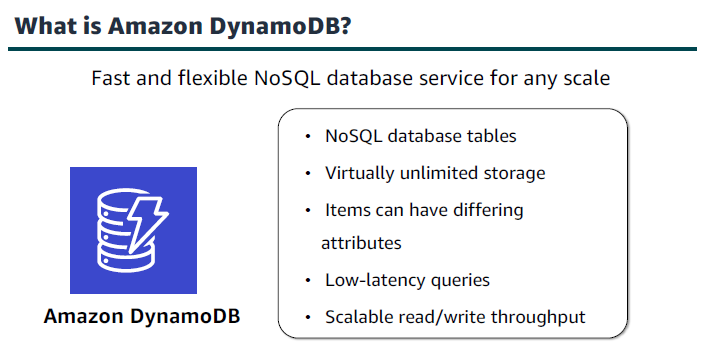 What is Amazon DynamoDB?
Fast and flexible NoSQL database service for any scale
• NoSQL database tables
• Virtually unlimited storage
• Items can have differing
attributes
• Low-latency queries
• Scalable read/write throughput
Amazon DynamoDB